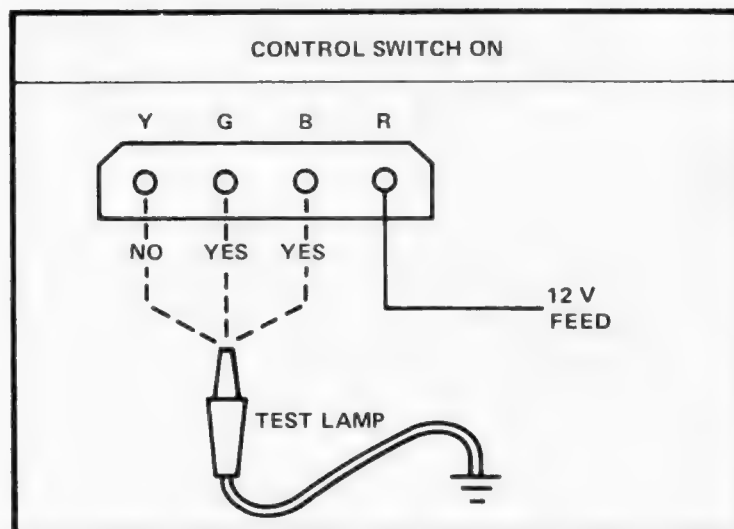 CONTROL SWITCH ON
Y G B R
NO YES YES
12 V
FEED
TEST LAMP